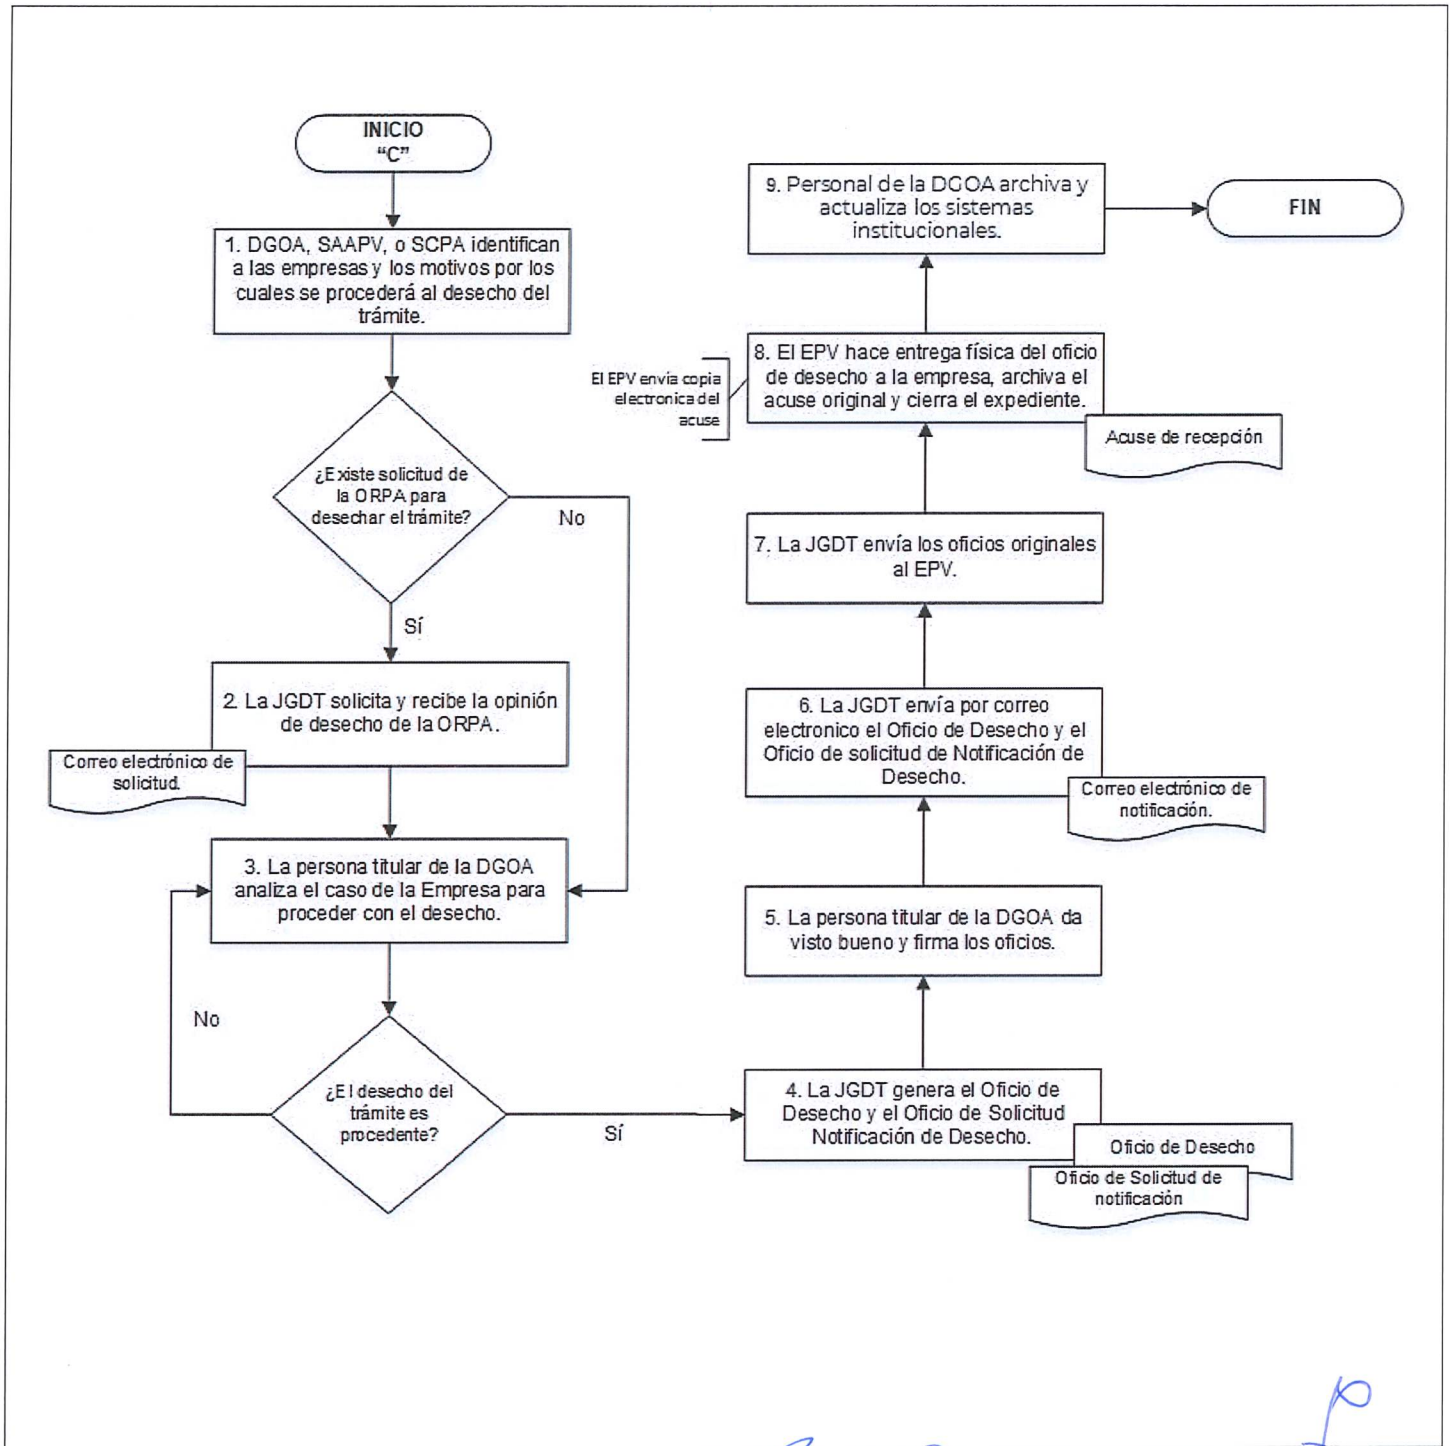 INICIO
“C”
1. DGOA, SAAPV, o SCPA identifican
a las empresas y los motivos por los
cuales se procederá al desecho del
trámite.
¿Existe solicitud de
la ORPA para
desechar el trámite?
No
Sí
2. La JGDT solicita y recibe la opinión
de desecho de la ORPA.
Correo electrónico de
solicitud.
3. La persona titular de la DGOA
analiza el caso de la Empresa para
proceder con el desecho.
No
¿El desecho del
trámite es
procedente?
Sí
4. La JGDT genera el Oficio de
Desecho y el Oficio de Solicitud
Notificación de Desecho.
Oficio de Desecho
Oficio de Solicitud de
notificación
5. La persona titular de la DGOA da
visto bueno y firma los oficios.
6. La JGDT envía por correo
electronico el Oficio de Desecho y el
Oficio de solicitud de Notificación de
Desecho.
Correo electrónico de
notificación.
7. La JGDT envía los oficios originales
al EPV.
8. El EPV hace entrega física del oficio
de desecho a la empresa, archiva el
acuse original y cierra el expediente.
El EPV envía copia
electronica del
acuse
Acuse de recepción
9. Personal de la DGOA archiva y
actualiza los sistemas
institucionales.
FIN